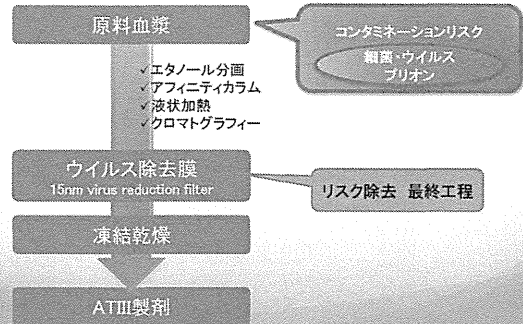 原料血漿
コンタミネーションリスク
細菌・ウイルス
プリオン
✓エタノール分画
✓アフィニティカラム
✓液状加熱
✓クロマトグラフィー
ウイルス除去膜
15nm virus reduction filter
リスク除去 最終工程
凍結乾燥
ATIII製剤